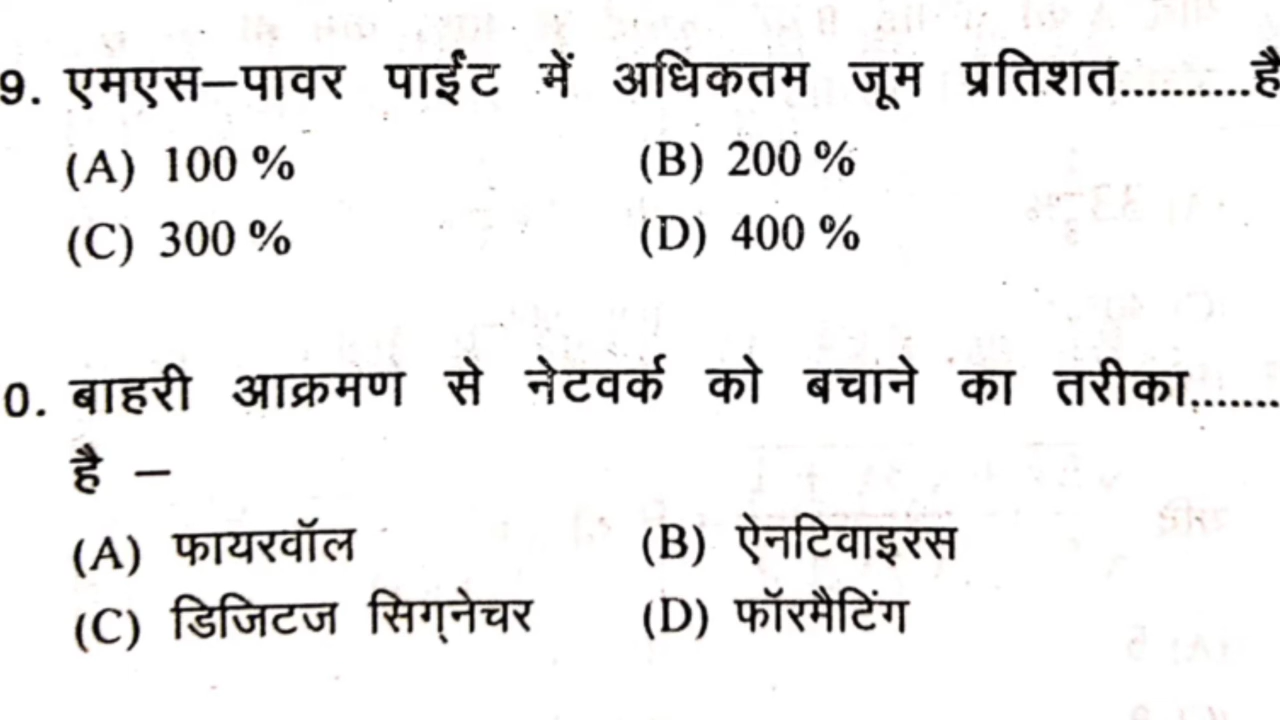 9. एमएस–पावर पाईंट में अधिकतम जूम प्रतिशत..........है
(A) 100 % (B) 200 %
(C) 300 % (D) 400 %
0. बाहरी आक्रमण से नेटवर्क को बचाने का तरीका.......
है –
(A) फायरवॉल (B) ऐनटिवाइरस
(C) डिजिटज सिग्नेचर (D) फॉरमैटिंग